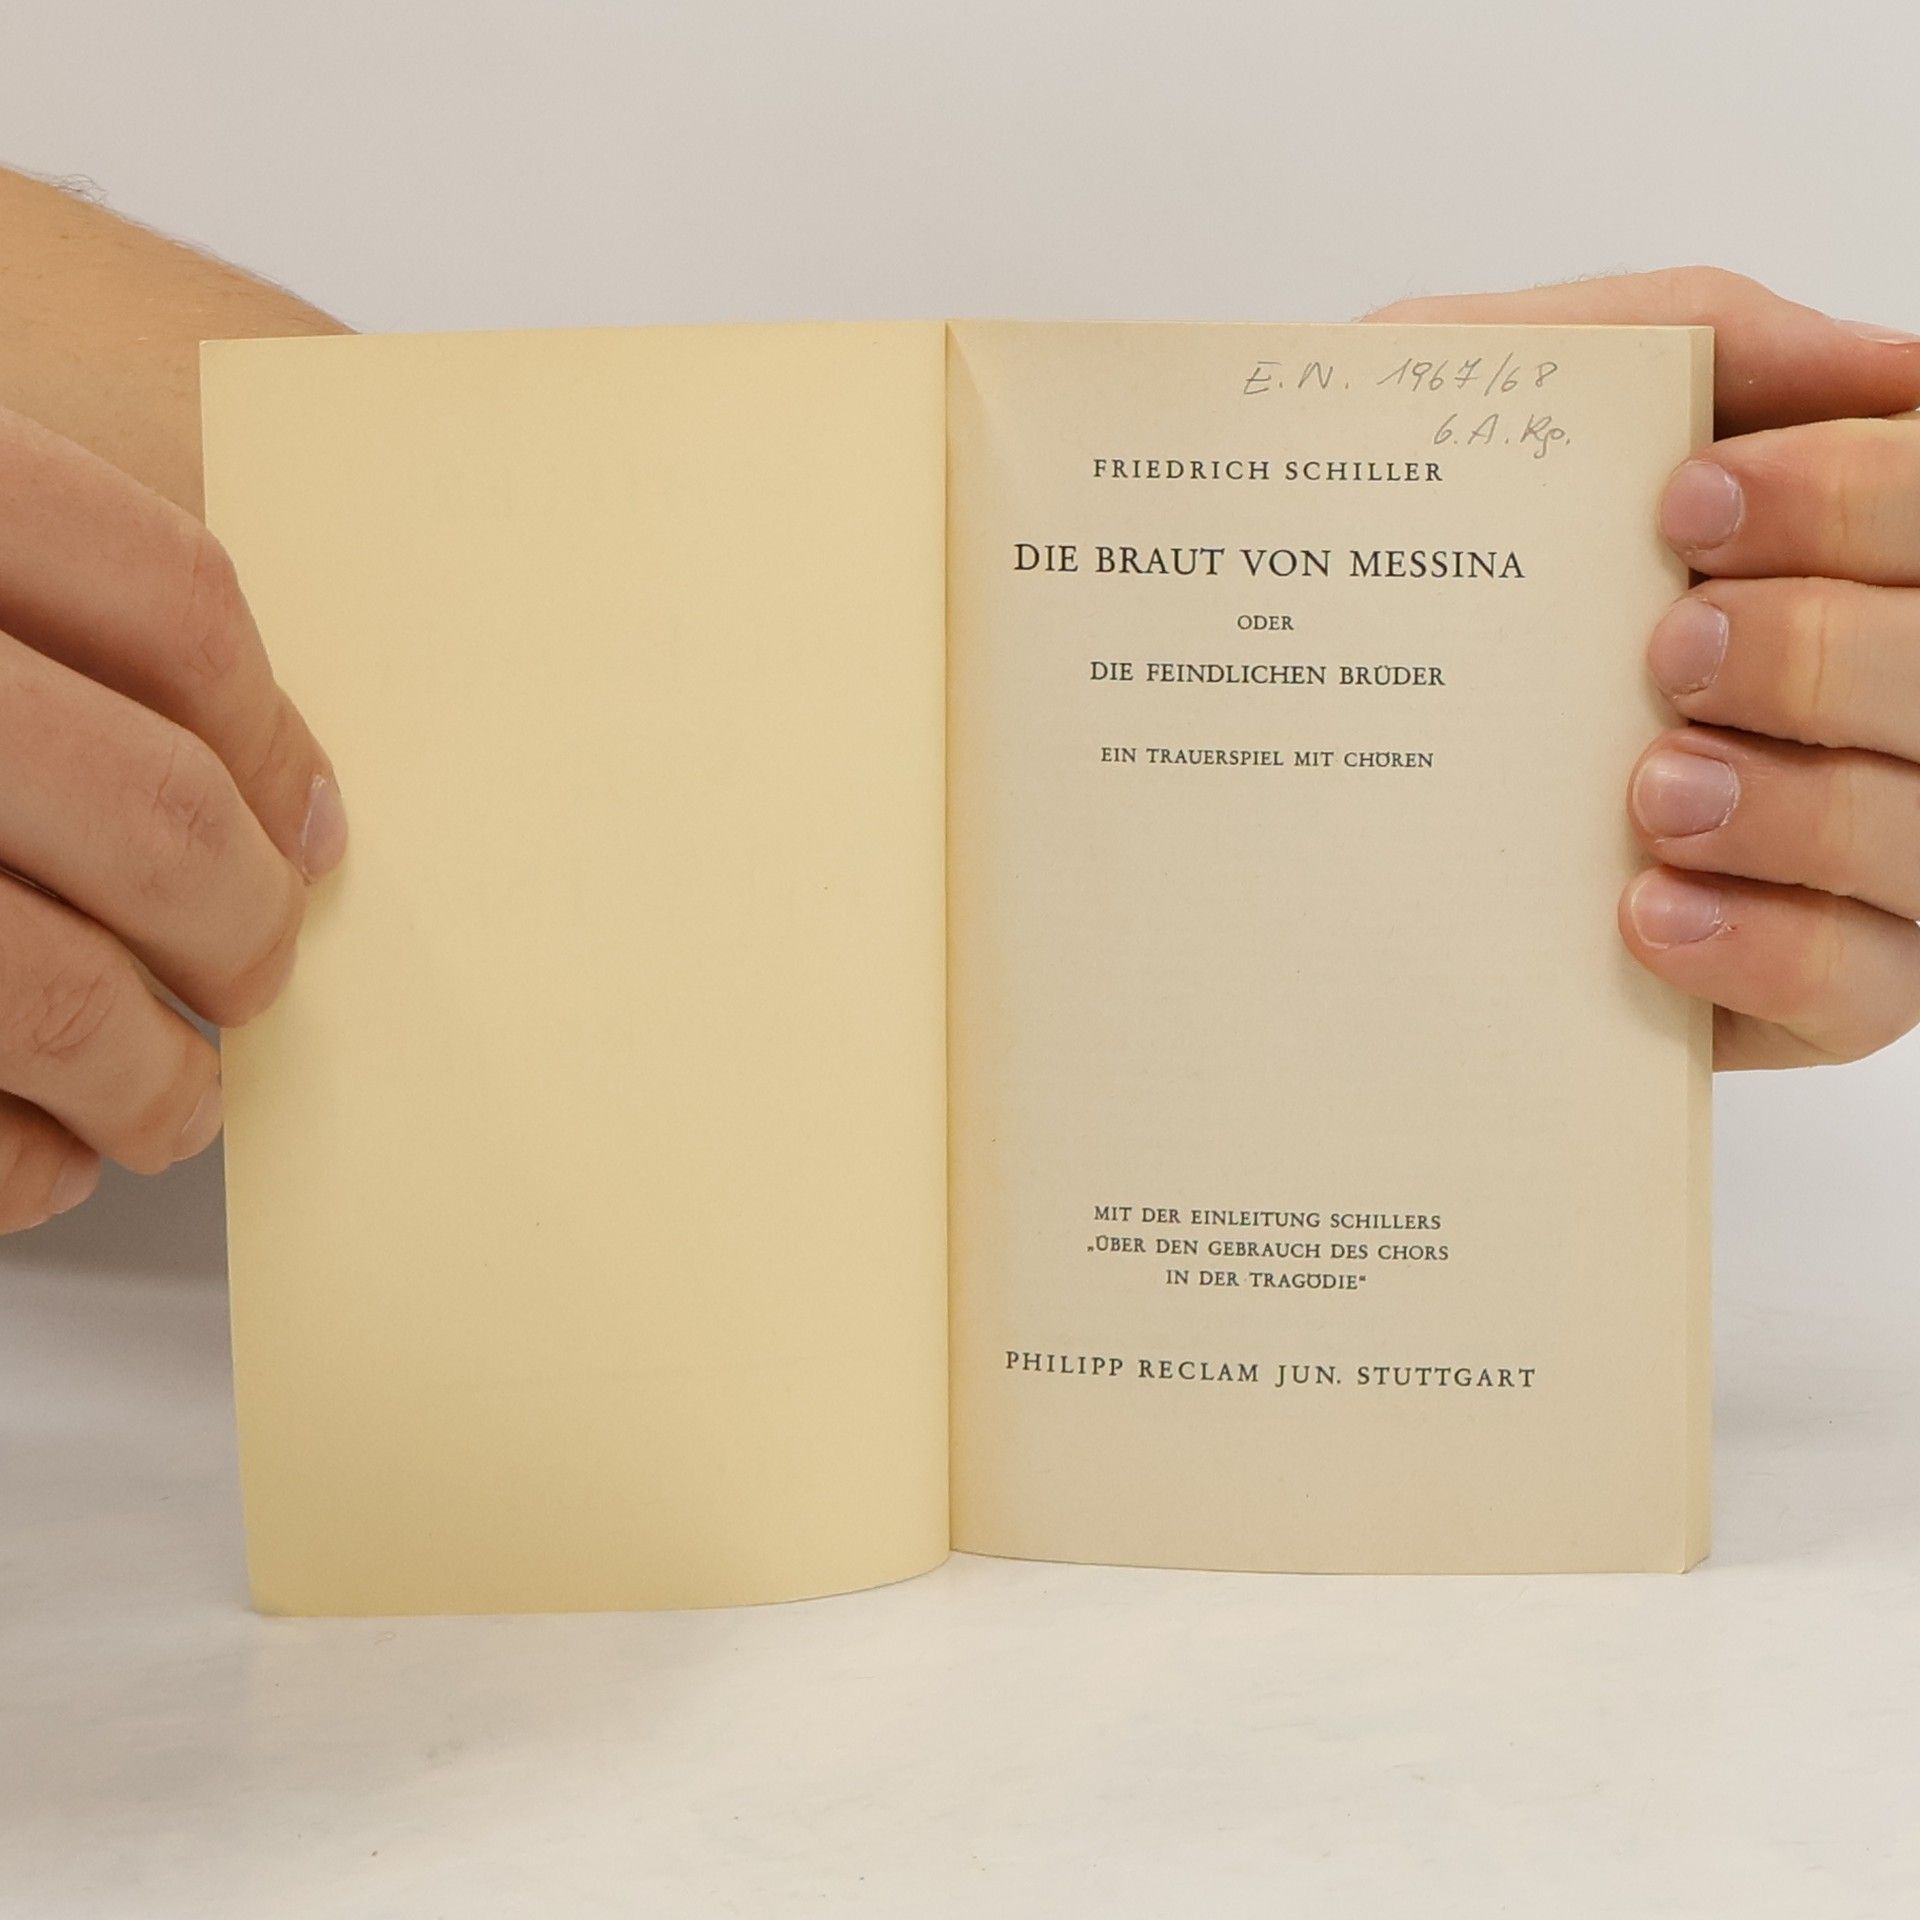 E. N. 1967/68
6. A. Kp.
FRIEDRICH SCHILLER
DIE BRAUT VON MESSINA
ODER
DIE FEINDLICHEN BRÜDER
EIN TRAUERSPIEL MIT CHÖREN
MIT DER EINLEITUNG SCHILLERS
„ÜBER DEN GEBRAUCH DES CHORS
IN DER TRAGÖDIE“
PHILIPP RECLAM JUN. STUTTGART